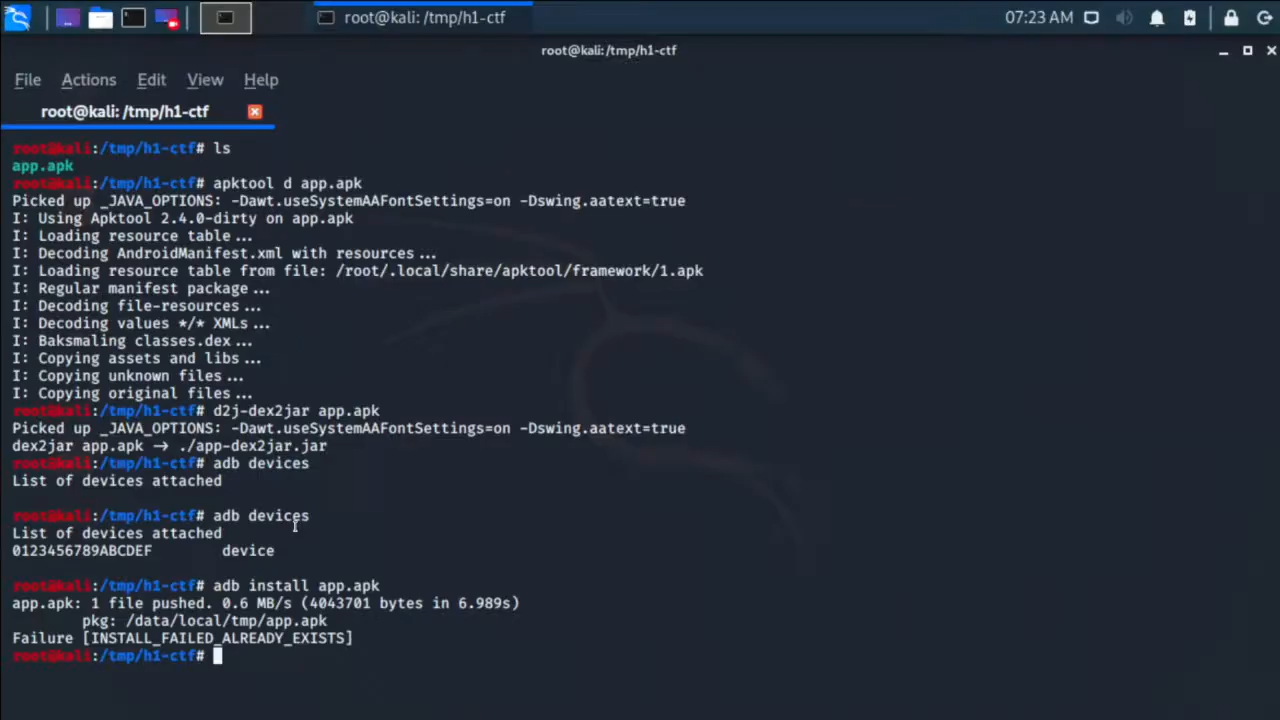 root@kali: /tmp/h1-ctf
07:23 AM
root@kali:/tmp/h1-ctf
File Actions Edit View Help
root@kali: /tmp/h1-ctf
root@kali:/tmp/h1-ctf# ls
app.apk
root@kali:/tmp/h1-ctf# apktool d app.apk
Picked up _JAVA_OPTIONS: -Dawt.useSystemAAFontSettings=on -Dswing.aatext=true
I: Using Apktool 2.4.0-dirty on app.apk
I: Loading resource table...
I: Decoding AndroidManifest.xml with resources...
I: Loading resource table from file: /root/.local/share/apktool/framework/1.apk
I: Regular manifest package...
I: Decoding file-resources...
I: Decoding values */* XMLs...
I: Baksmaling classes.dex...
I: Copying assets and libs...
I: Copying unknown files...
I: Copying original files...
root@kali:/tmp/h1-ctf# d2j-dex2jar app.apk
Picked up _JAVA_OPTIONS: -Dawt.useSystemAAFontSettings=on -Dswing.aatext=true
dex2jar app.apk -> ./app-dex2jar.jar
root@kali:/tmp/h1-ctf# adb devices
List of devices attached
root@kali:/tmp/h1-ctf# adb devices
List of devices attached
0123456789ABCDEF device
root@kali:/tmp/h1-ctf# adb install app.apk
app.apk: 1 file pushed. 0.6 MB/s (4043701 bytes in 6.989s)
pkg: /data/local/tmp/app.apk
Failure [INSTALL_FAILED_ALREADY_EXISTS]
root@kali:/tmp/h1-ctf#